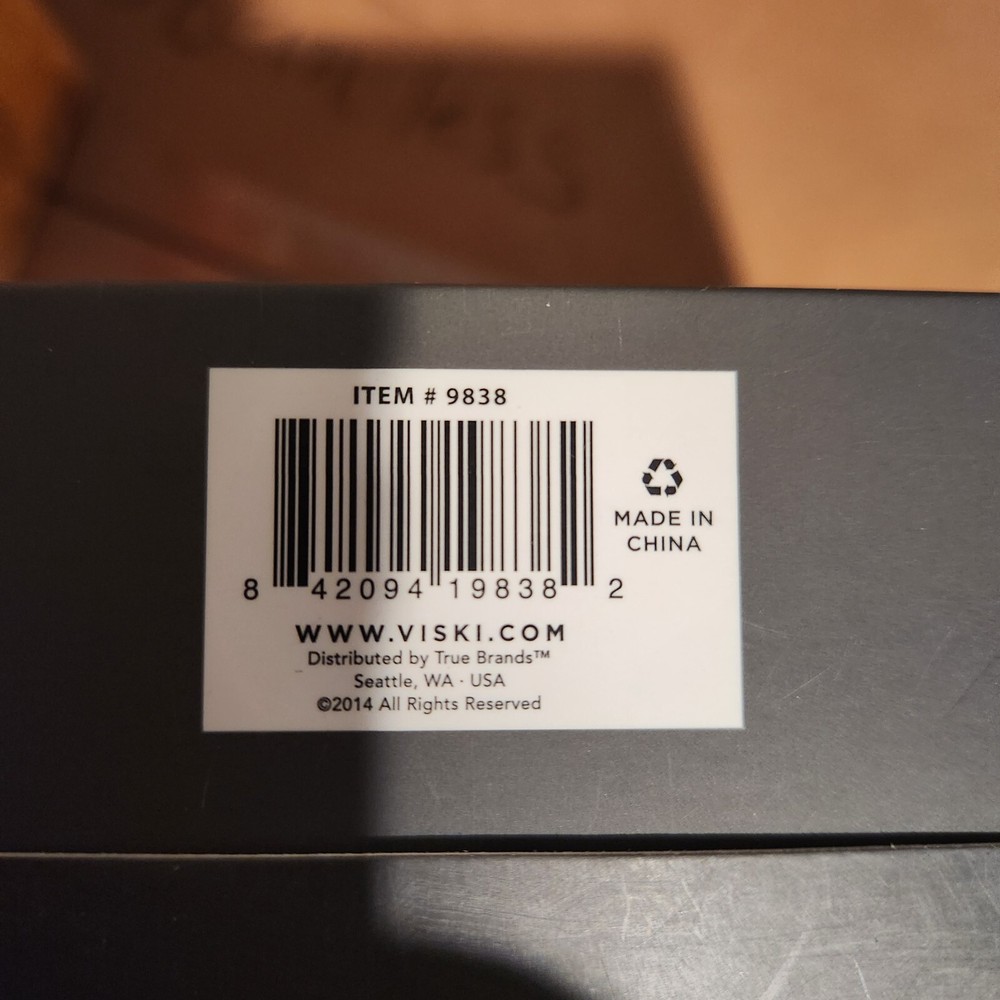 ITEM # 9838
8 42094 19838 2
MADE IN
CHINA
WWW.VISKI.COM
Distributed by True Brands™
Seattle, WA · USA
©2014 All Rights Reserved